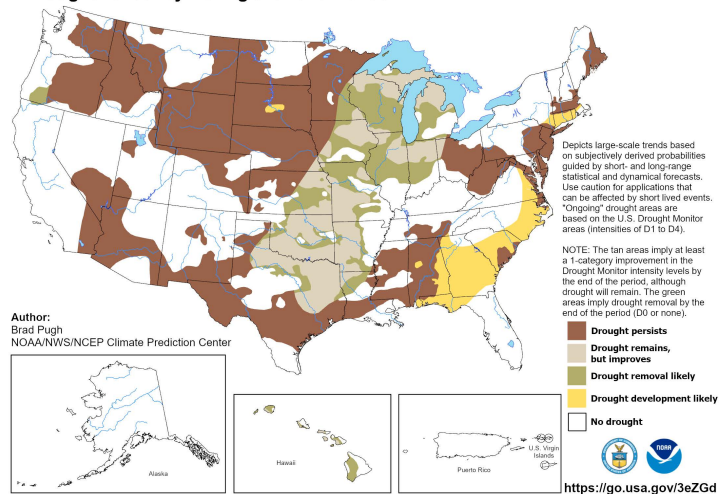 Depicts large-scale trends based
on subjectively derived probabilities
guided by short- and long-range
statistical and dynamical forecasts.
Use caution for applications that
can be affected by short lived events.
"Ongoing" drought areas are
based on the U.S. Drought Monitor
areas (intensities of D1 to D4).
NOTE: The tan areas imply at least
a 1-category improvement in the
Drought Monitor intensity levels by
the end of the period, although
drought will remain. The green
areas imply drought removal by the
end of the period (D0 or none).
Author:
Brad Pugh
NOAA/NWS/NCEP Climate Prediction Center
Drought persists
Drought remains,
but improves
Drought removal likely
Drought development likely
No drought
Alaska
Hawaii
Puerto Rico
U.S. Virgin
Islands
NOAA
https://go.usa.gov/3eZGd